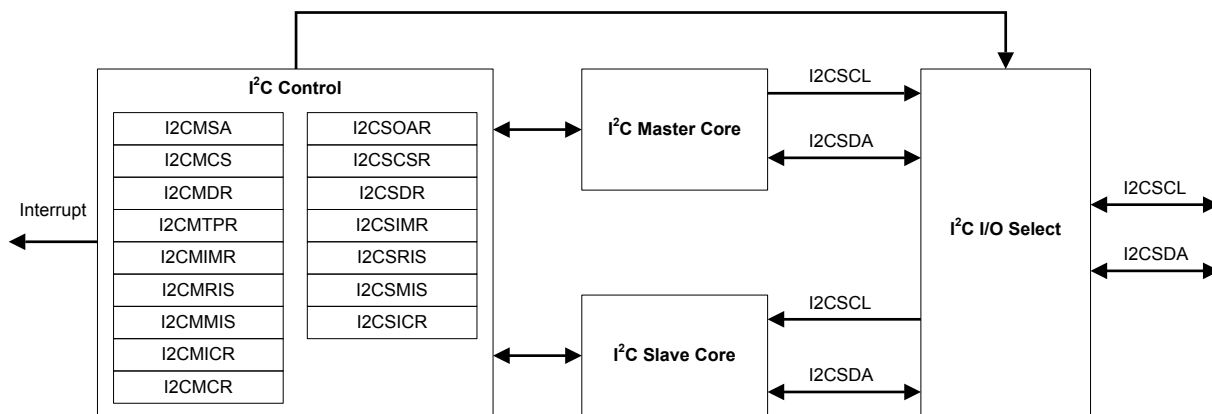 I²C Control
I2CMSA
I2CMCS
I2CMDR
I2CMTPR
I2CMIMR
I2CMRIS
I2CMMIS
I2CMICR
I2CMCR
I2CSOAR
I2CSCSR
I2CSDR
I2CSIMR
I2CSRIS
I2CSMIS
I2CSICR
Interrupt
I²C Master Core
I2CSCL
I2CSDA
I²C Slave Core
I2CSCL
I2CSDA
I²C I/O Select
I2CSCL
I2CSDA